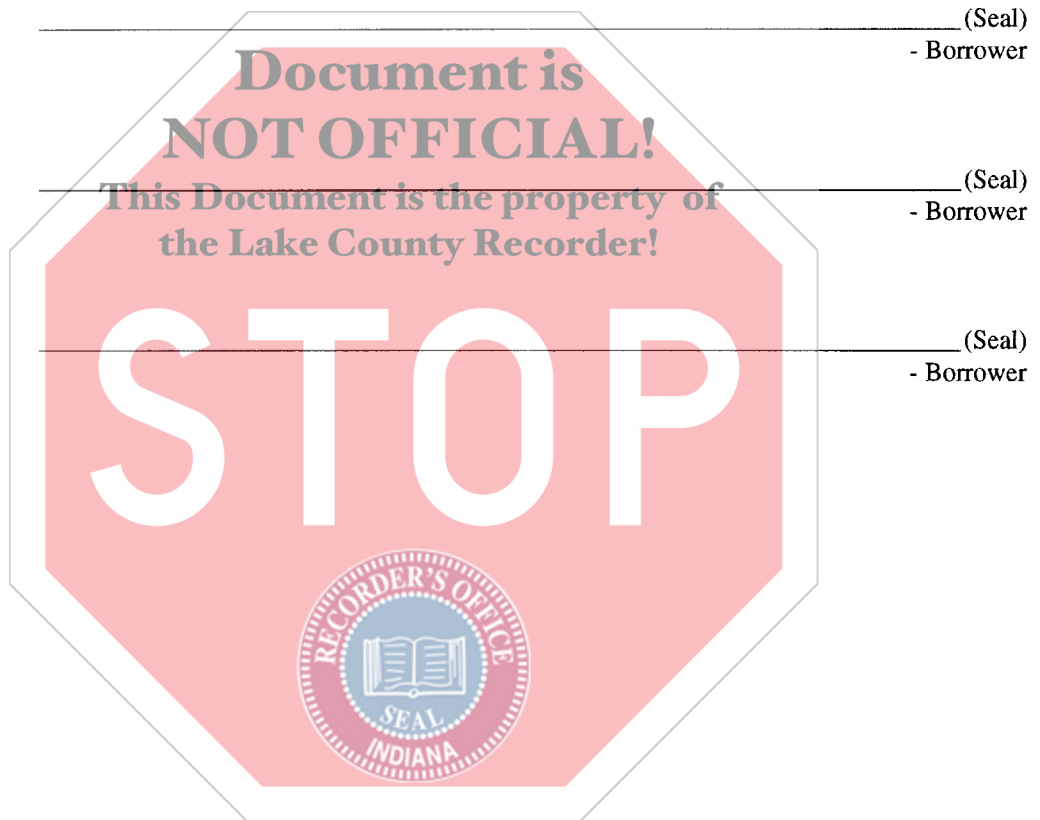 (Seal)
- Borrower
Document is
NOT OFFICIAL!
(Seal)
This Document is the property of
- Borrower
the Lake County Recorder!
(Seal)
- Borrower
STOP
RECORDER'S OFFICE
SEAL
INDIANA